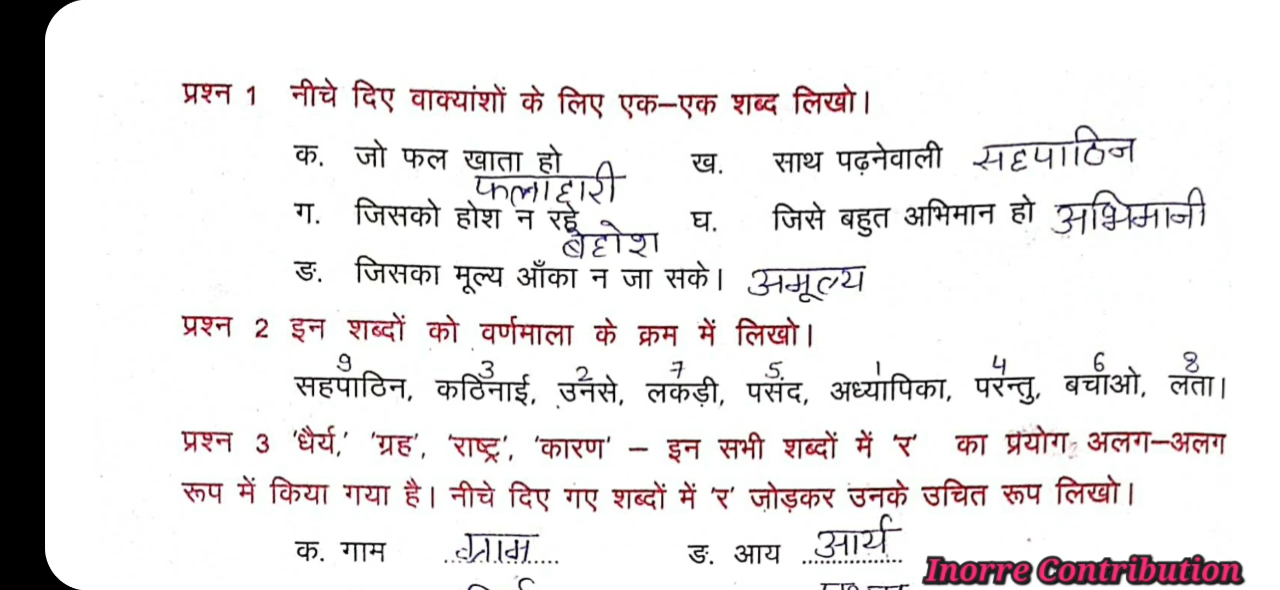 प्रश्न 1 नीचे दिए वाक्यांशों के लिए एक–एक शब्द लिखो।
क. जो फल खाता हो ख. साथ पढ़नेवाली सहपाठिन
फलाहारी
ग. जिसको होश न रहे घ. जिसे बहुत अभिमान हो अभिमानी
बेहोश
ङ. जिसका मूल्य आँका न जा सके। अमूल्य
प्रश्न 2 इन शब्दों को वर्णमाला के क्रम में लिखो।
9 3 2 7 5 1 4 6 8
सहपाठिन, कठिनाई, उनसे, लकड़ी, पसंद, अध्यापिका, परन्तु, बचाओ, लता।
प्रश्न 3 'धैर्य,' 'ग्रह', 'राष्ट्र', 'कारण' – इन सभी शब्दों में 'र' का प्रयोग अलग–अलग
रूप में किया गया है। नीचे दिए गए शब्दों में 'र' जोड़कर उनके उचित रूप लिखो।
क. गाम ग्राम ङ. आय आर्य
Inorre Contribution